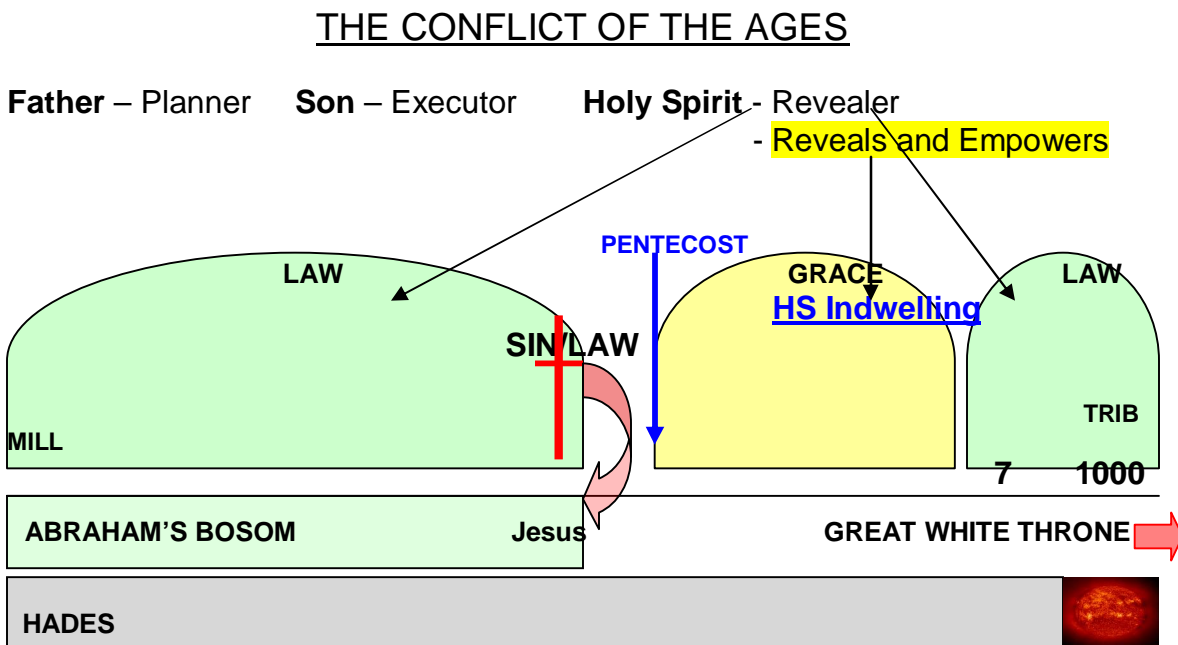 THE CONFLICT OF THE AGES
Father – Planner Son – Executor Holy Spirit - Revealer
- Reveals and Empowers
PENTECOST
LAW GRACE LAW
HS Indwelling
SIN/LAW
TRIB
MILL
7 1000
ABRAHAM'S BOSOM Jesus GREAT WHITE THRONE
HADES